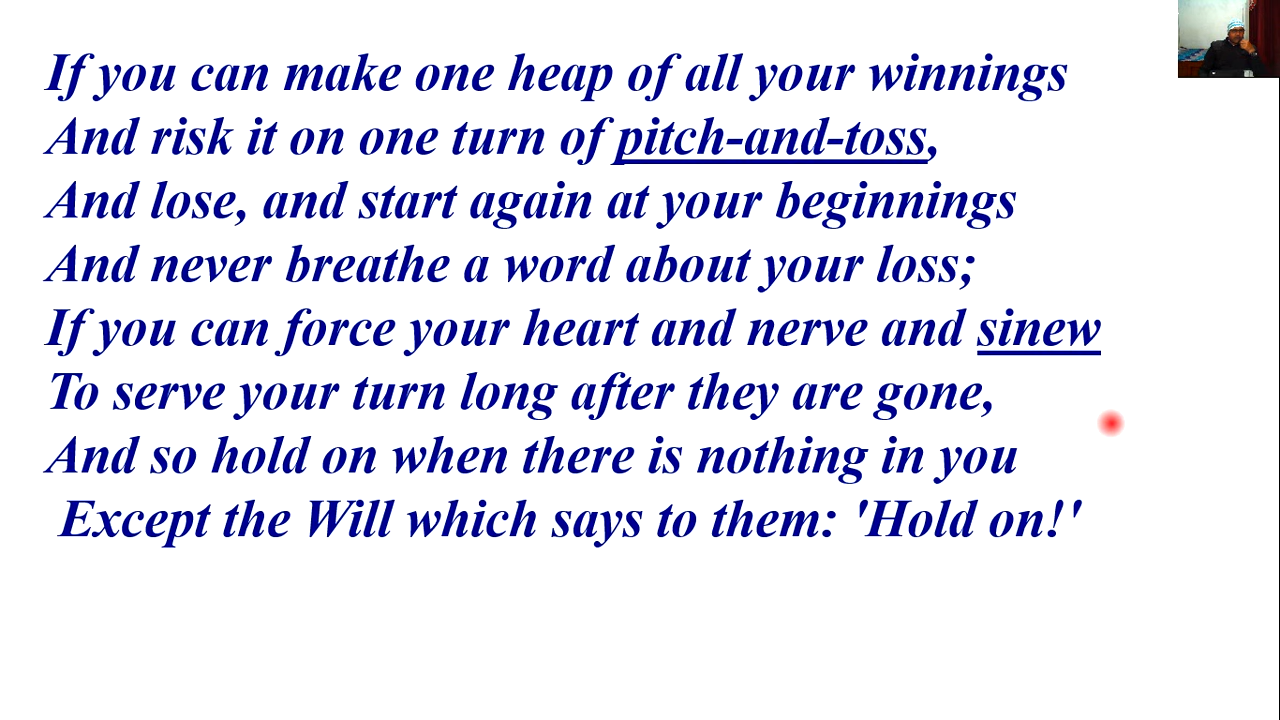 If you can make one heap of all your winnings
And risk it on one turn of pitch-and-toss,
And lose, and start again at your beginnings
And never breathe a word about your loss;
If you can force your heart and nerve and sinew
To serve your turn long after they are gone,
And so hold on when there is nothing in you
Except the Will which says to them: 'Hold on!'